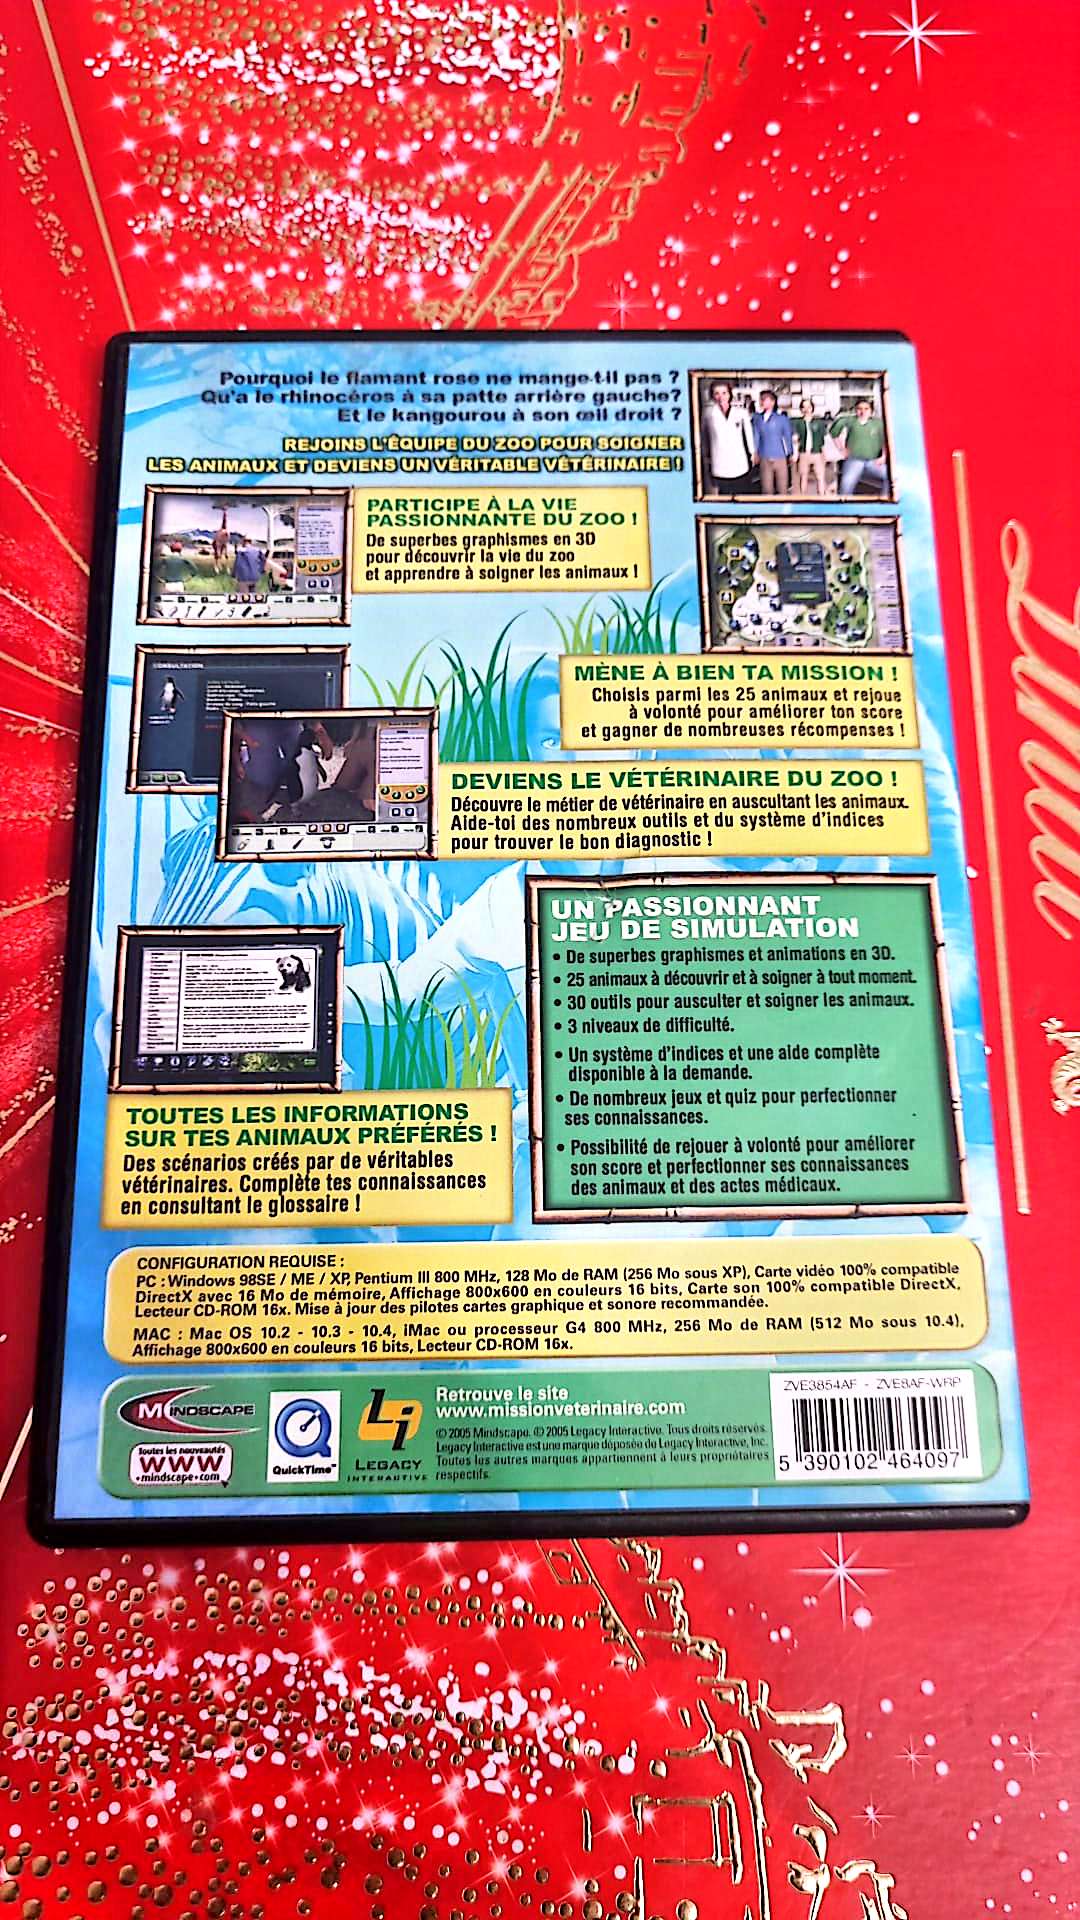 Pourquoi le flamant rose ne mange-t-il pas ?
Qu'a le rhinocéros à sa patte arrière gauche?
Et le kangourou à son œil droit ?
REJOINS L'ÉQUIPE DU ZOO POUR SOIGNER
LES ANIMAUX ET DEVIENS UN VÉRITABLE VÉTÉRINAIRE !
PARTICIPE À LA VIE
PASSIONNANTE DU ZOO !
De superbes graphismes en 3D
pour découvrir la vie du zoo
et apprendre à soigner les animaux !
CONSULTATION
MÈNE À BIEN TA MISSION !
Choisis parmi les 25 animaux et rejoue
à volonté pour améliorer ton score
et gagner de nombreuses récompenses !
DEVIENS LE VÉTÉRINAIRE DU ZOO !
Découvre le métier de vétérinaire en auscultant les animaux.
Aide-toi des nombreux outils et du système d'indices
pour trouver le bon diagnostic !
UN PASSIONNANT
JEU DE SIMULATION
• De superbes graphismes et animations en 3D.
• 25 animaux à découvrir et à soigner à tout moment.
• 30 outils pour ausculter et soigner les animaux.
• 3 niveaux de difficulté.
• Un système d'indices et une aide complète
disponible à la demande.
• De nombreux jeux et quiz pour perfectionner
ses connaissances.
• Possibilité de rejouer à volonté pour améliorer
son score et perfectionner ses connaissances
des animaux et des actes médicaux.
TOUTES LES INFORMATIONS
SUR TES ANIMAUX PRÉFÉRÉS !
Des scénarios créés par de véritables
vétérinaires. Complète tes connaissances
en consultant le glossaire !
CONFIGURATION REQUISE :
PC : Windows 98SE / ME / XP, Pentium III 800 MHz, 128 Mo de RAM (256 Mo sous XP), Carte vidéo 100% compatible
DirectX avec 16 Mo de mémoire, Affichage 800x600 en couleurs 16 bits, Carte son 100% compatible DirectX,
Lecteur CD-ROM 16x. Mise à jour des pilotes cartes graphique et sonore recommandée.
MAC : Mac OS 10.2 - 10.3 - 10.4, iMac ou processeur G4 800 MHz, 256 Mo de RAM (512 Mo sous 10.4),
Affichage 800x600 en couleurs 16 bits, Lecteur CD-ROM 16x.
MINDSCAPE
toutes les nouveautés
WWW
•mindscape•com
QuickTime™
Li
LEGACY
INTERACTIVE
Retrouve le site
www.missionveterinaire.com
© 2005 Mindscape. © 2005 Legacy Interactive. Tous droits réservés.
Legacy Interactive est une marque déposée de Legacy Interactive, Inc.
Toutes les autres marques appartiennent à leurs propriétaires
respectifs.
ZVE3854AF - ZVE8AF-WRP
5 390102 464097